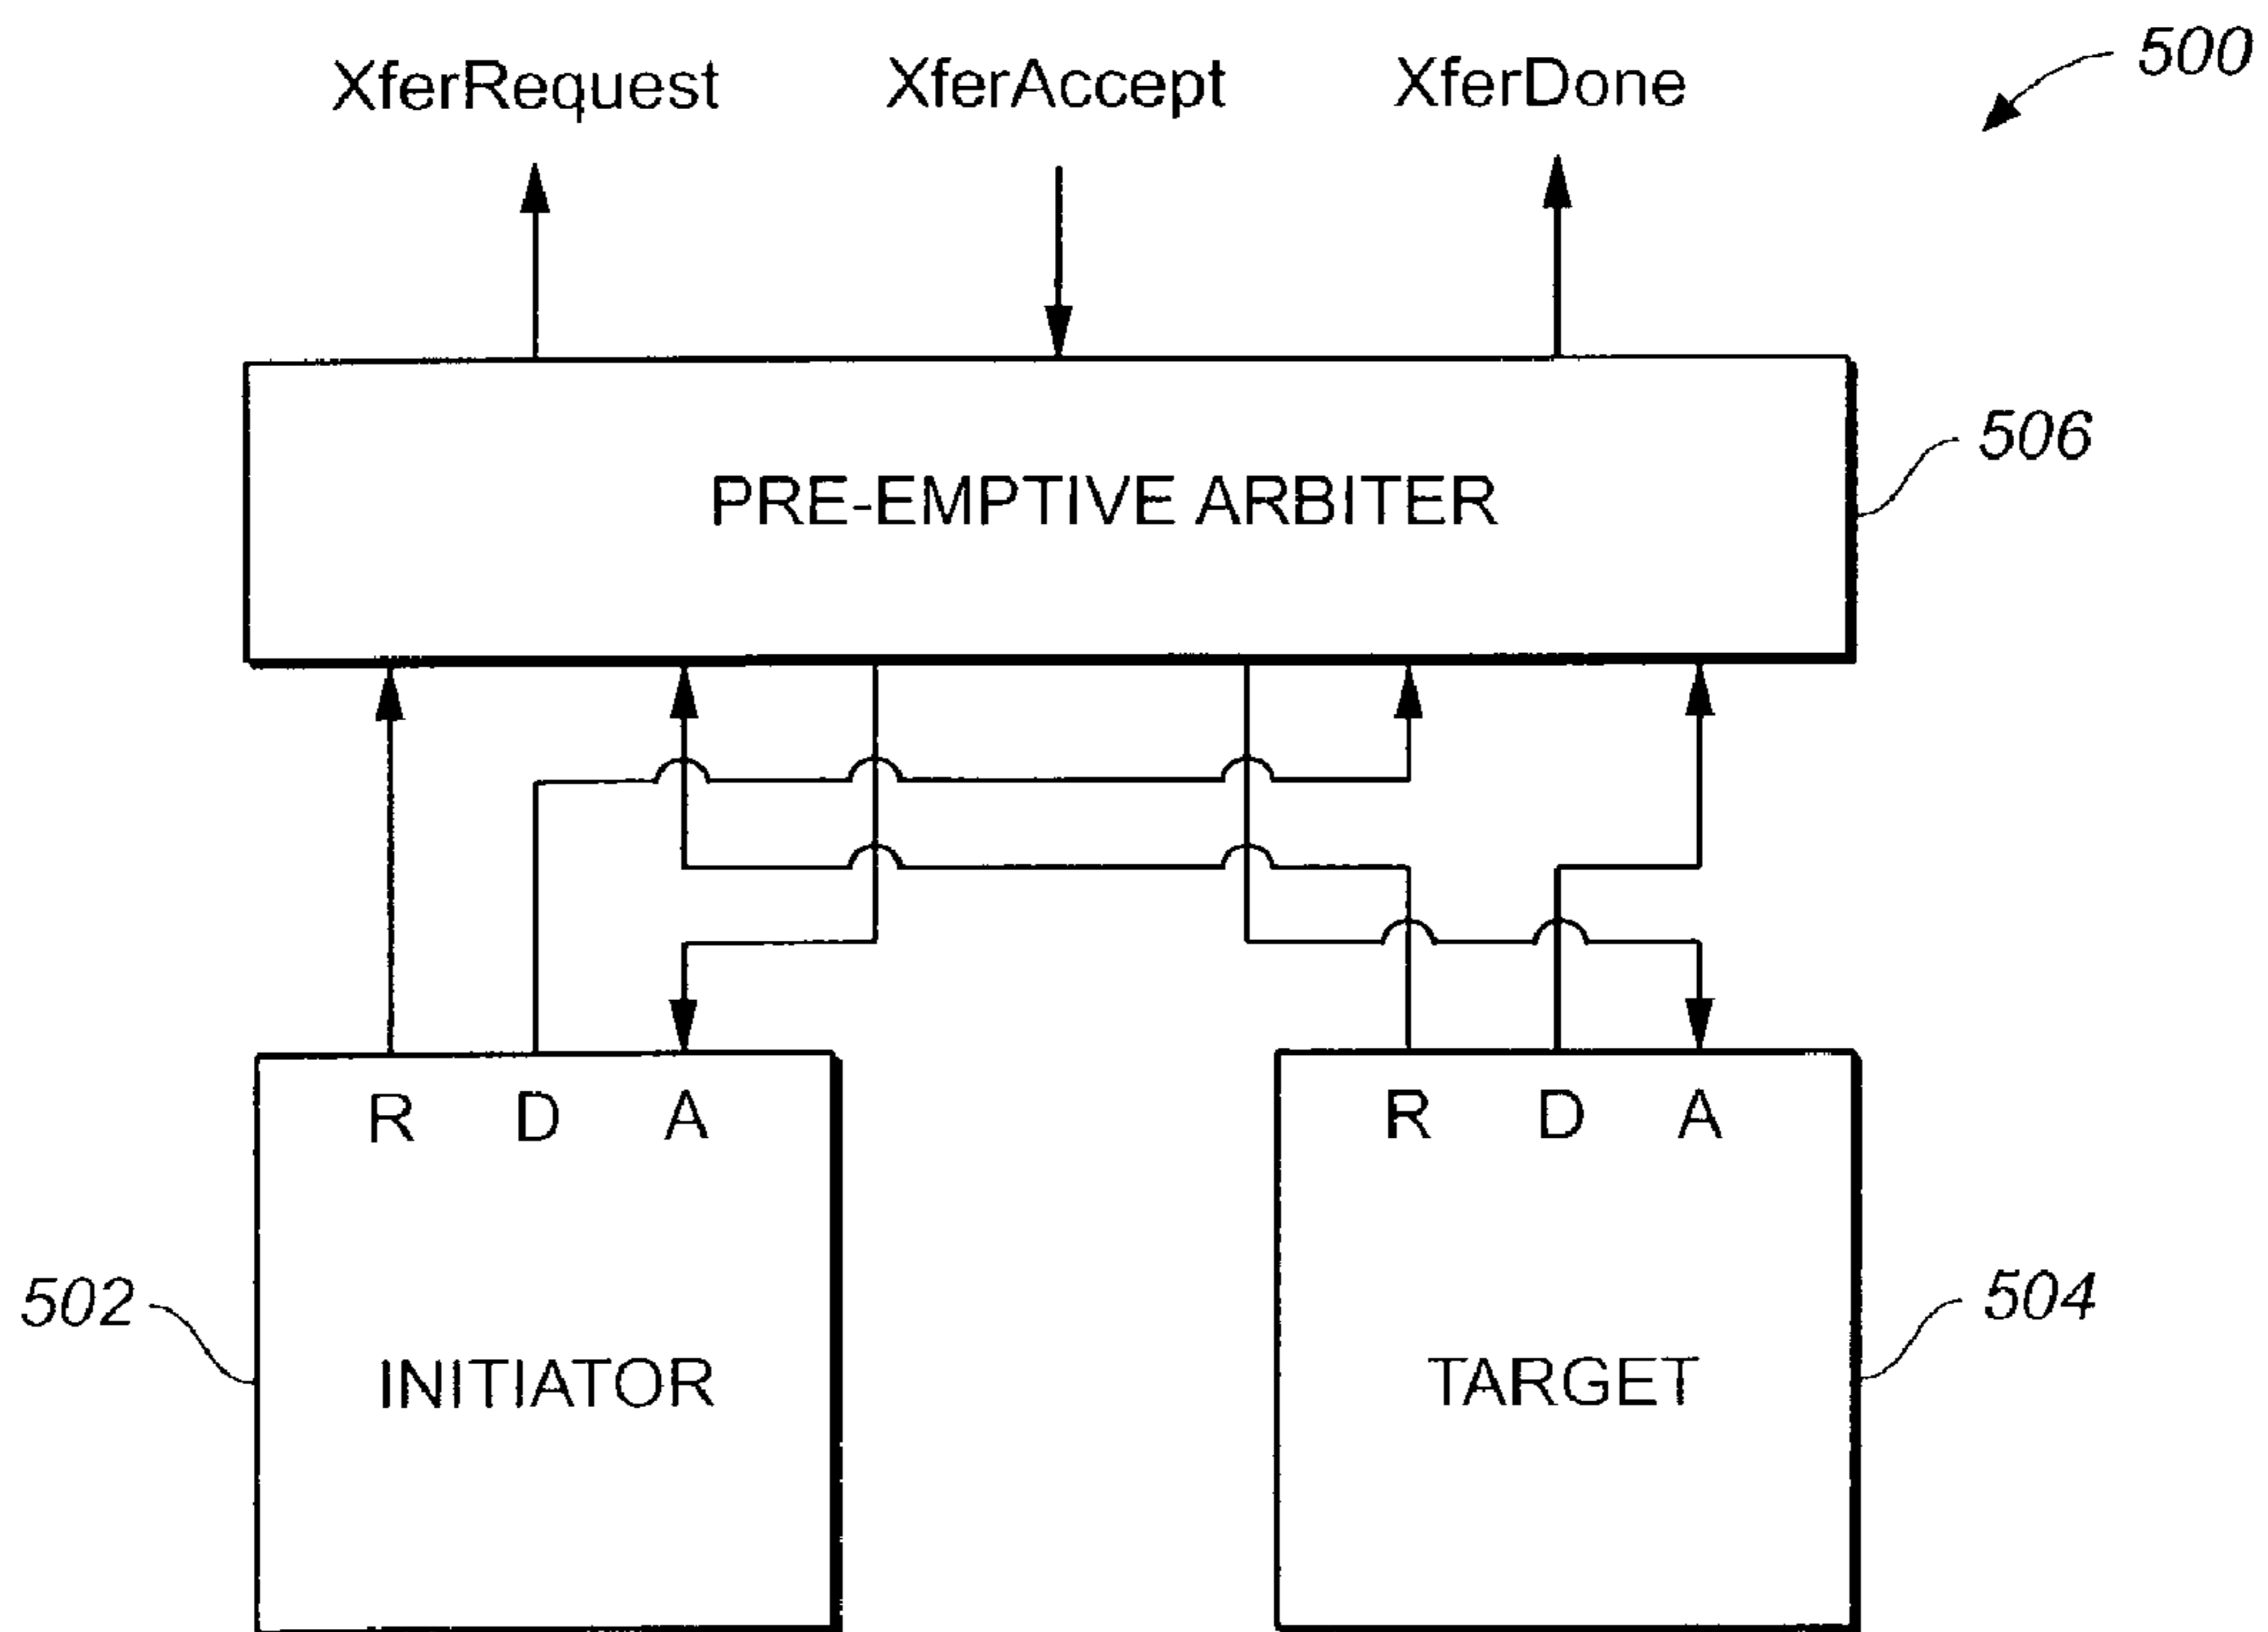 500
XferRequest XferAccept XferDone
506
PRE-EMPTIVE ARBITER
R D A
R D A
502
INITIATOR
504
TARGET